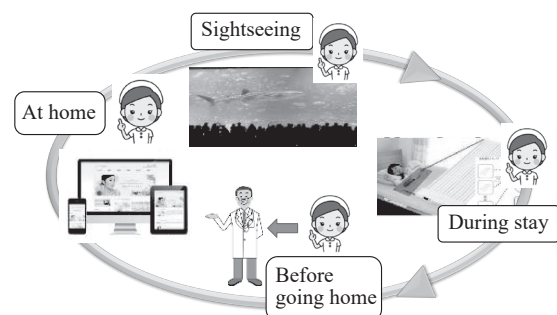 Sightseeing
At home
During stay
Before
going home